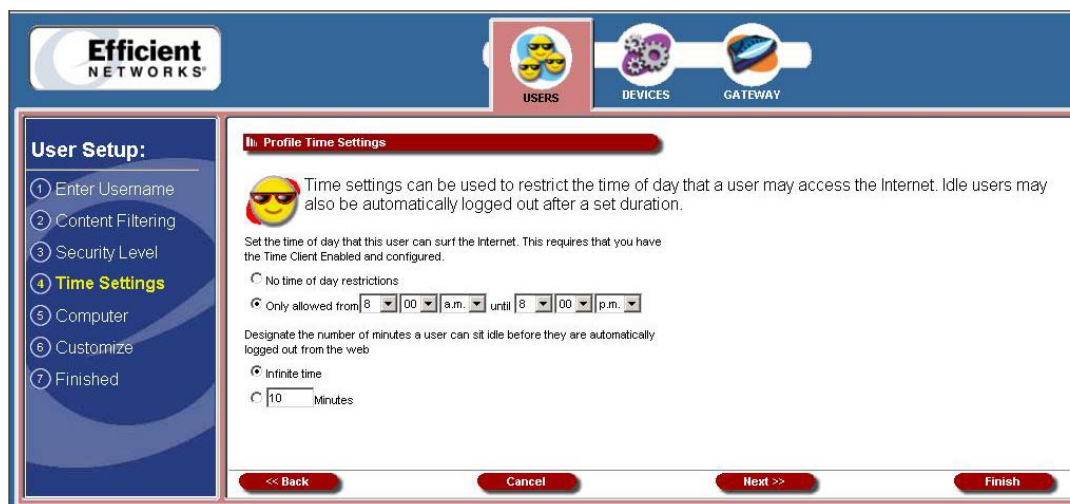 Efficient
NETWORKS®
USERS
DEVICES
GATEWAY
User Setup:
1 Enter Username
2 Content Filtering
3 Security Level
4 Time Settings
5 Computer
6 Customize
7 Finished
Profile Time Settings
Time settings can be used to restrict the time of day that a user may access the Internet. Idle users may
also be automatically logged out after a set duration.
Set the time of day that this user can surf the Internet. This requires that you have
the Time Client Enabled and configured.
No time of day restrictions
Only allowed from 8 00 a.m. until 8 00 p.m.
Designate the number of minutes a user can sit idle before they are automatically
logged out from the web
Infinite time
10 Minutes
<< Back
Cancel
Next >>
Finish